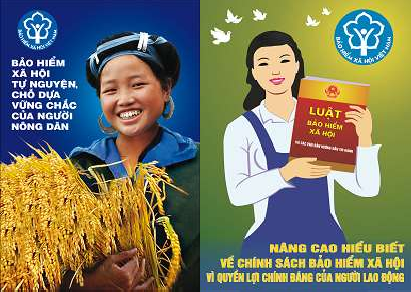 BẢO HIỂM XÃ HỘI VIỆT NAM
BẢO HIỂM
XÃ HỘI
TỰ NGUYỆN,
CHỖ DỰA
VỮNG CHẮC
CỦA NGƯỜI
NÔNG DÂN
BẢO HIỂM XÃ HỘI VIỆT NAM
LUẬT
BẢO HIỂM
XÃ HỘI
NÂNG CAO HIỂU BIẾT
VỀ CHÍNH SÁCH BẢO HIỂM XÃ HỘI
VÌ QUYỀN LỢI CHÍNH ĐÁNG CỦA NGƯỜI LAO ĐỘNG